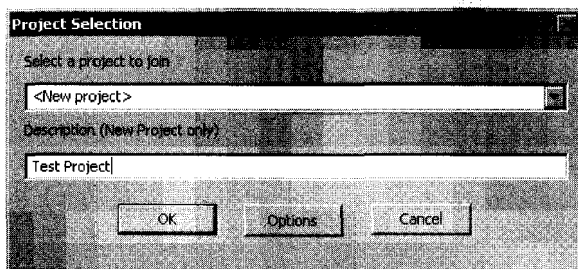 Project Selection
Select a project to join
<New project>
Description (New Project only)
Test Project
OK Options Cancel